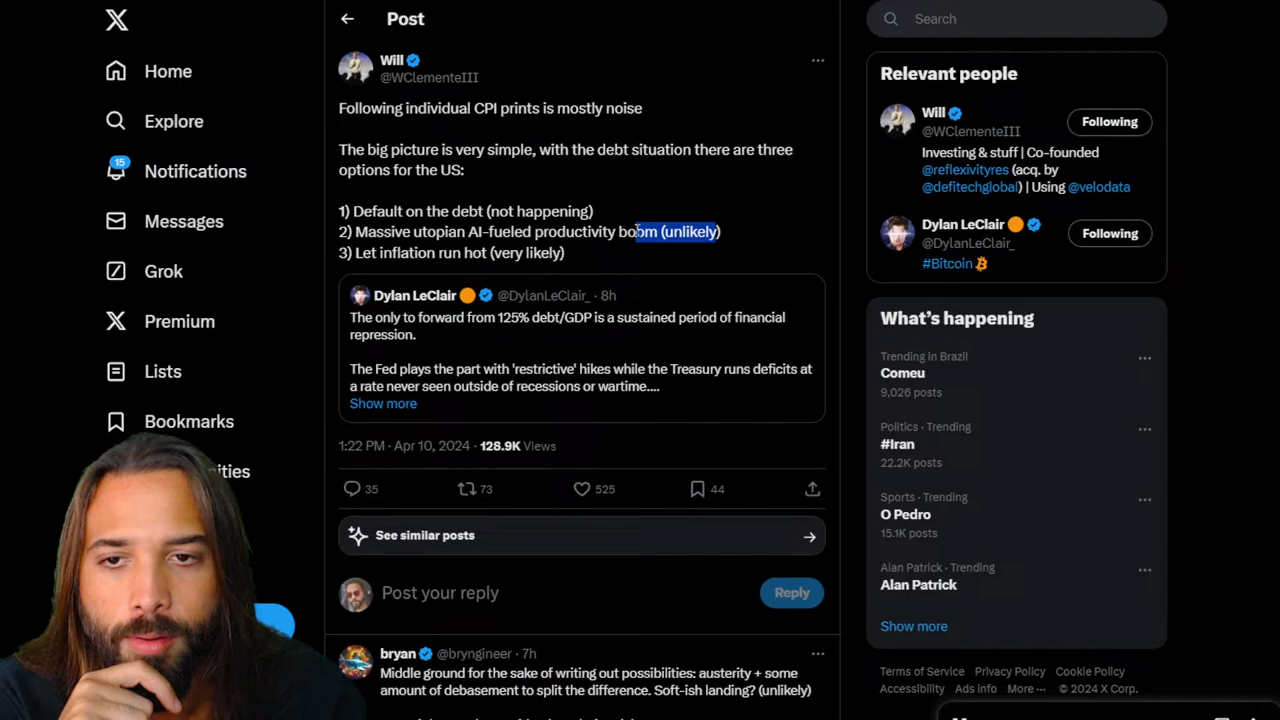 Home
Explore
15
Notifications
Messages
Grok
Premium
Lists
Bookmarks
Post
Will
@WClementeIII
Following individual CPI prints is mostly noise
The big picture is very simple, with the debt situation there are three
options for the US:
1) Default on the debt (not happening)
2) Massive utopian AI-fueled productivity boom (unlikely)
3) Let inflation run hot (very likely)
Dylan LeClair @DylanLeClair_ · 8h
The only to forward from 125% debt/GDP is a sustained period of financial
repression.
The Fed plays the part with 'restrictive' hikes while the Treasury runs deficits at
a rate never seen outside of recessions or wartime....
Show more
1:22 PM · Apr 10, 2024 · 128.9K Views
35 73 525 44
See similar posts
Post your reply
Reply
bryan @bryngineer · 7h
Middle ground for the sake of writing out possibilities: austerity + some
amount of debasement to split the difference. Soft-ish landing? (unlikely)
Search
Relevant people
Will
@WClementeIII
Following
Investing & stuff | Co-founded
@reflexivityres (acq. by
@defitechglobal) | Using @velodata
Dylan LeClair
@DylanLeClair_
Following
#Bitcoin
What's happening
Trending in Brazil
Comeu
9,026 posts
Politics · Trending
#Iran
22.2K posts
Sports · Trending
O Pedro
15.1K posts
Alan Patrick · Trending
Alan Patrick
Show more
Terms of Service Privacy Policy Cookie Policy
Accessibility Ads info More ··· © 2024 X Corp.